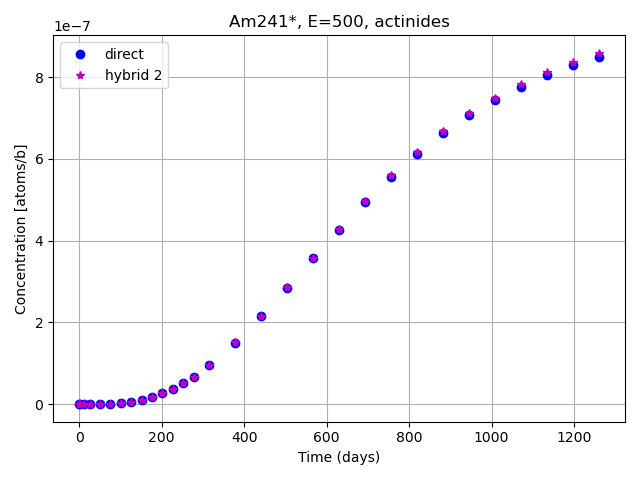 Am241*, E=500, actinides
1e−7
direct
hybrid 2
8
6
4
2
0
Concentration [atoms/b]
0 200 400 600 800 1000 1200
Time (days)